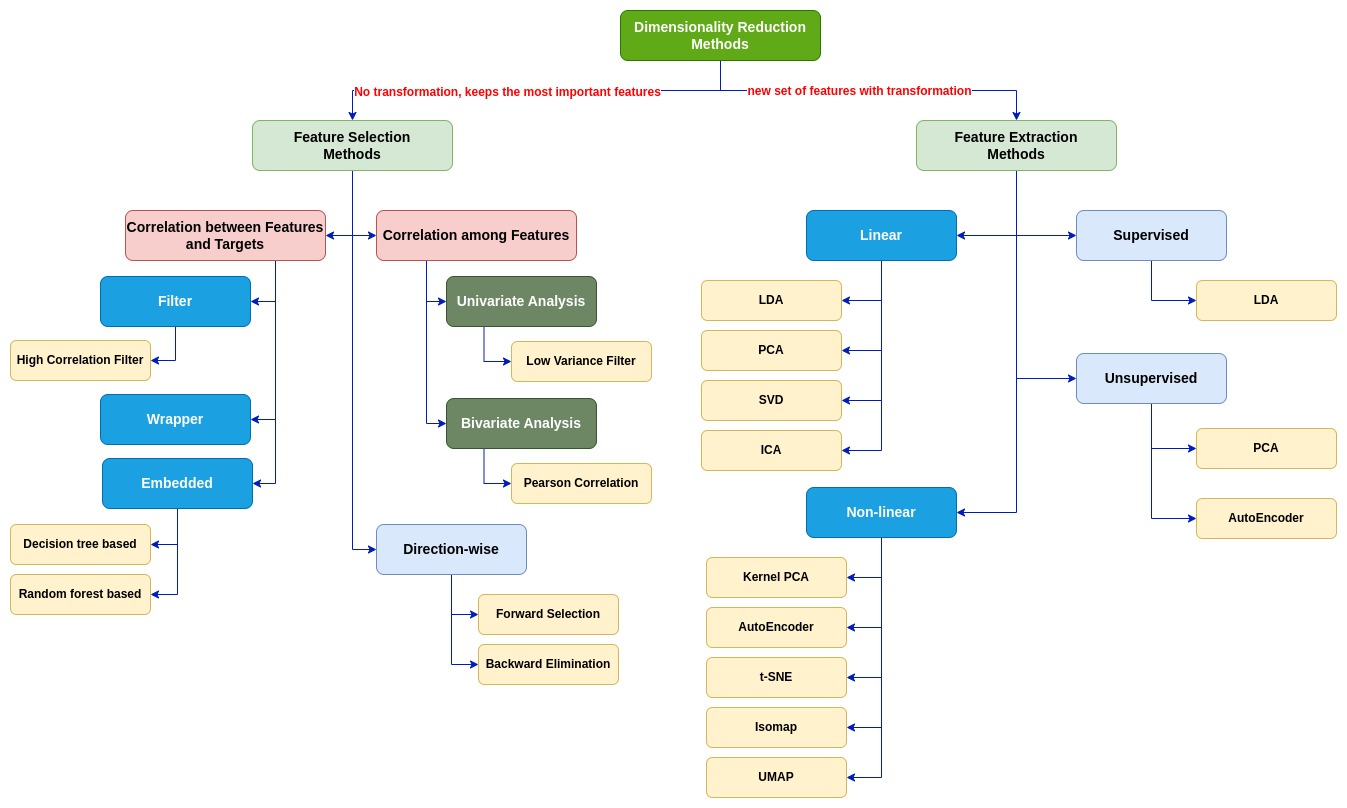 Dimensionality Reduction
Methods
No transformation, keeps the most important features
new set of features with transformation
Feature Selection
Methods
Feature Extraction
Methods
Correlation between Features
and Targets
Correlation among Features
Filter
High Correlation Filter
Wrapper
Embedded
Decision tree based
Random forest based
Univariate Analysis
Low Variance Filter
Bivariate Analysis
Pearson Correlation
Direction-wise
Forward Selection
Backward Elimination
Linear
LDA
PCA
SVD
ICA
Non-linear
Kernel PCA
AutoEncoder
t-SNE
Isomap
UMAP
Supervised
LDA
Unsupervised
PCA
AutoEncoder